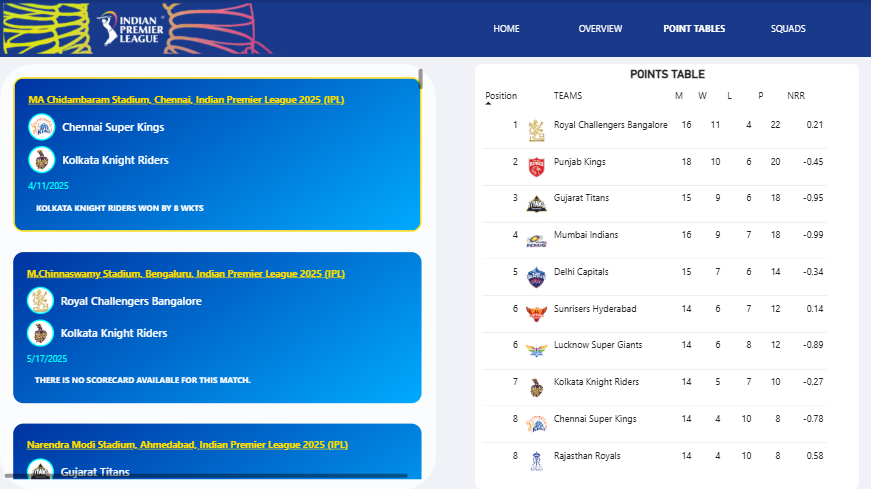 INDIAN
PREMIER
LEAGUE
HOME OVERVIEW POINT TABLES SQUADS
MA Chidambaram Stadium, Chennai, Indian Premier League 2025 (IPL)
Chennai Super Kings
Kolkata Knight Riders
4/11/2025
KOLKATA KNIGHT RIDERS WON BY 8 WKTS
M.Chinnaswamy Stadium, Bengaluru, Indian Premier League 2025 (IPL)
Royal Challengers Bangalore
Kolkata Knight Riders
5/17/2025
THERE IS NO SCORECARD AVAILABLE FOR THIS MATCH.
Narendra Modi Stadium, Ahmedabad, Indian Premier League 2025 (IPL)
Gujarat Titans
POINTS TABLE
Position TEAMS M W L P NRR
1 Royal Challengers Bangalore 16 11 4 22 0.21
2 Punjab Kings 18 10 6 20 -0.45
3 Gujarat Titans 15 9 6 18 -0.95
4 Mumbai Indians 16 9 7 18 -0.99
5 Delhi Capitals 15 7 6 14 -0.34
6 Sunrisers Hyderabad 14 6 7 12 0.14
6 Lucknow Super Giants 14 6 8 12 -0.89
7 Kolkata Knight Riders 14 5 7 10 -0.27
8 Chennai Super Kings 14 4 10 8 -0.78
8 Rajasthan Royals 14 4 10 8 0.58